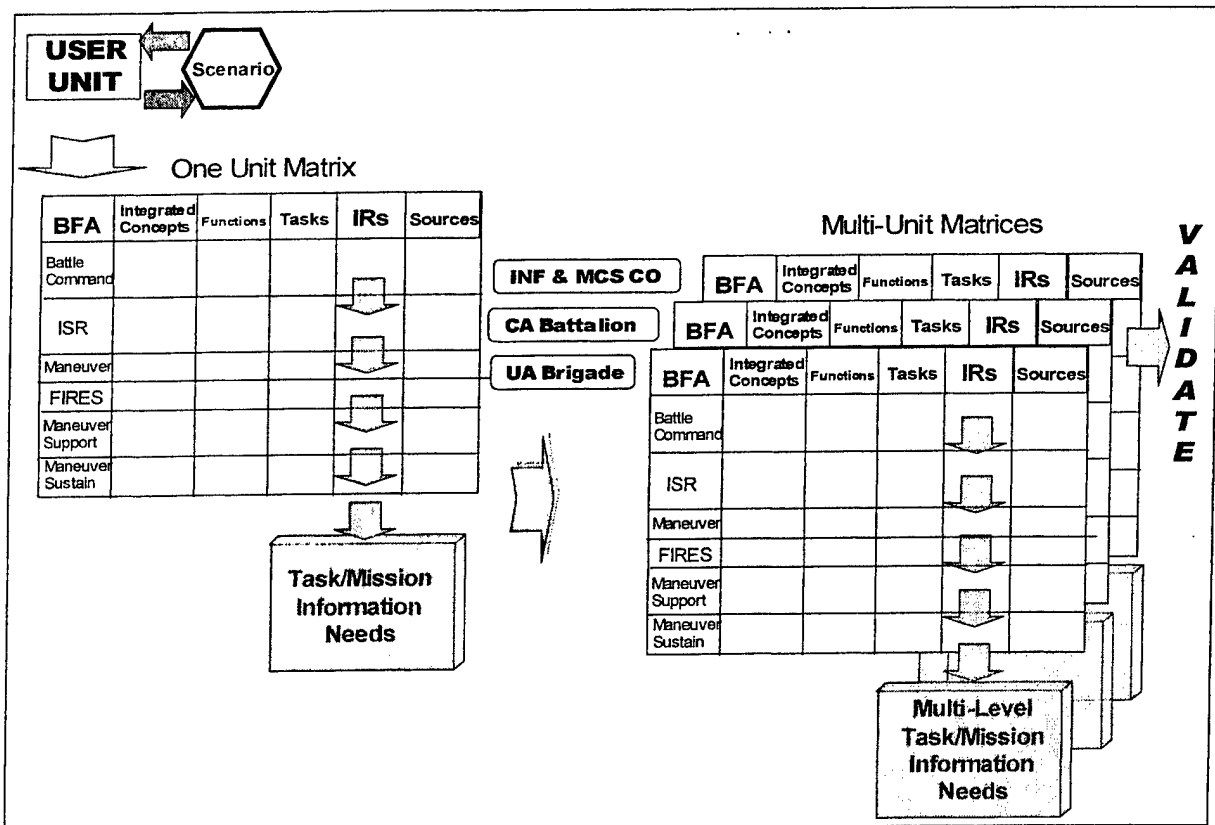 USER
UNIT
Scenario
One Unit Matrix
BFA Integrated Concepts Functions Tasks IRs Sources
Battle
Command
ISR
Maneuver
FIRES
Maneuver
Support
Maneuver
Sustain
Task/Mission
Information
Needs
Multi-Unit Matrices
INF & MCS CO
BFA Integrated Concepts Functions Tasks IRs Sources
CA Battalion
BFA Integrated Concepts Functions Tasks IRs Sources
UA Brigade
BFA Integrated Concepts Functions Tasks IRs Sources
Battle
Command
ISR
Maneuver
FIRES
Maneuver
Support
Maneuver
Sustain
Multi-Level
Task/Mission
Information
Needs
VALIDATE